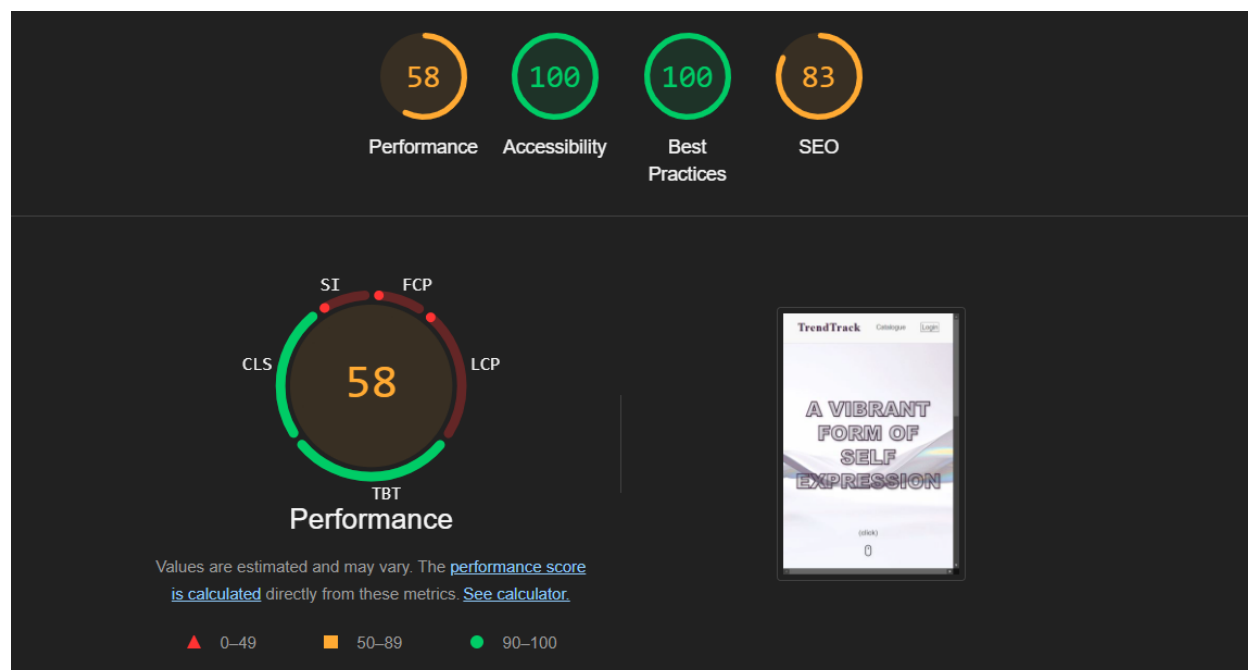 58
100
100
83
Performance
Accessibility
Best
Practices
SEO
SI
FCP
CLS
LCP
58
TBT
Performance
Values are estimated and may vary. The performance score
is calculated directly from these metrics. See calculator.
0–49
50–89
90–100
TrendTrack
Catalogue
Login
A VIBRANT
FORM OF
SELF
EXPRESSION
(click)